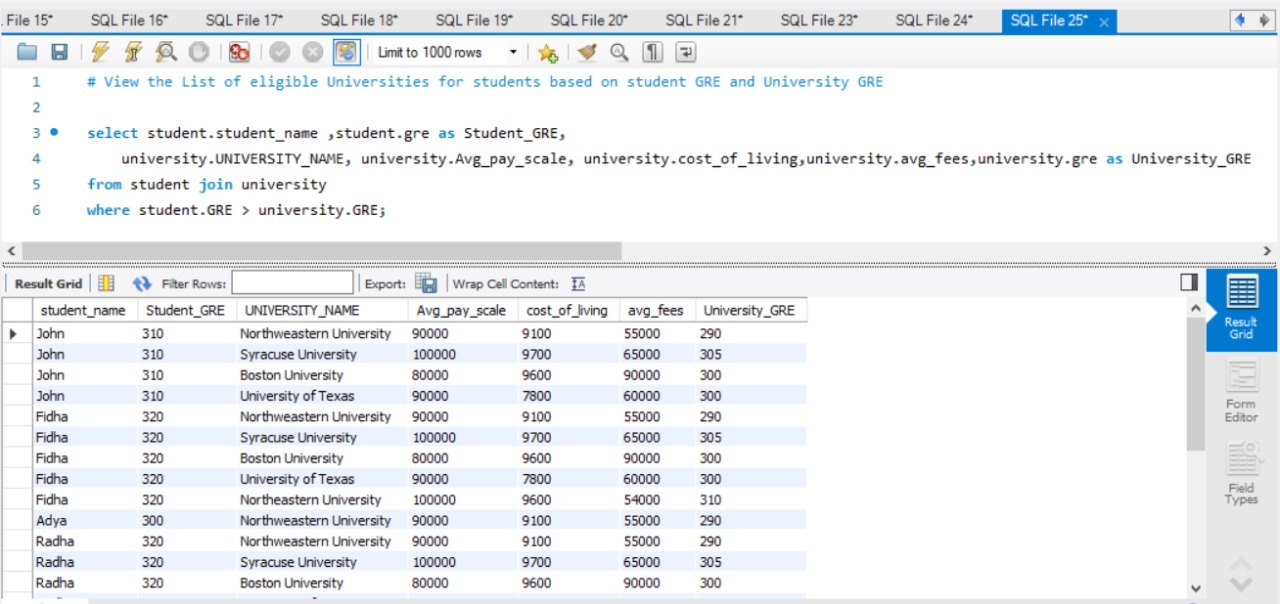 File 15* SQL File 16* SQL File 17* SQL File 18* SQL File 19* SQL File 20* SQL File 21* SQL File 23* SQL File 24* SQL File 25* ×
Limit to 1000 rows
1 # View the List of eligible Universities for students based on student GRE and University GRE
2
3 select student.student_name ,student.gre as Student_GRE,
4 university.UNIVERSITY_NAME, university.Avg_pay_scale, university.cost_of_living,university.avg_fees,university.gre as University_GRE
5 from student join university
6 where student.GRE > university.GRE;
Result Grid Filter Rows: Export: Wrap Cell Content: IA
student_name Student_GRE UNIVERSITY_NAME Avg_pay_scale cost_of_living avg_fees University_GRE
John 310 Northwestern University 90000 9100 55000 290
John 310 Syracuse University 100000 9700 65000 305
John 310 Boston University 80000 9600 90000 300
John 310 University of Texas 90000 7800 60000 300
Fidha 320 Northwestern University 90000 9100 55000 290
Fidha 320 Syracuse University 100000 9700 65000 305
Fidha 320 Boston University 80000 9600 90000 300
Fidha 320 University of Texas 90000 7800 60000 300
Fidha 320 Northeastern University 100000 9600 54000 310
Adya 300 Northweastern University 90000 9100 55000 290
Radha 320 Northweastern University 90000 9100 55000 290
Radha 320 Syracuse University 100000 9700 65000 305
Radha 320 Boston University 80000 9600 90000 300
Result
Grid
Form
Editor
Field
Types